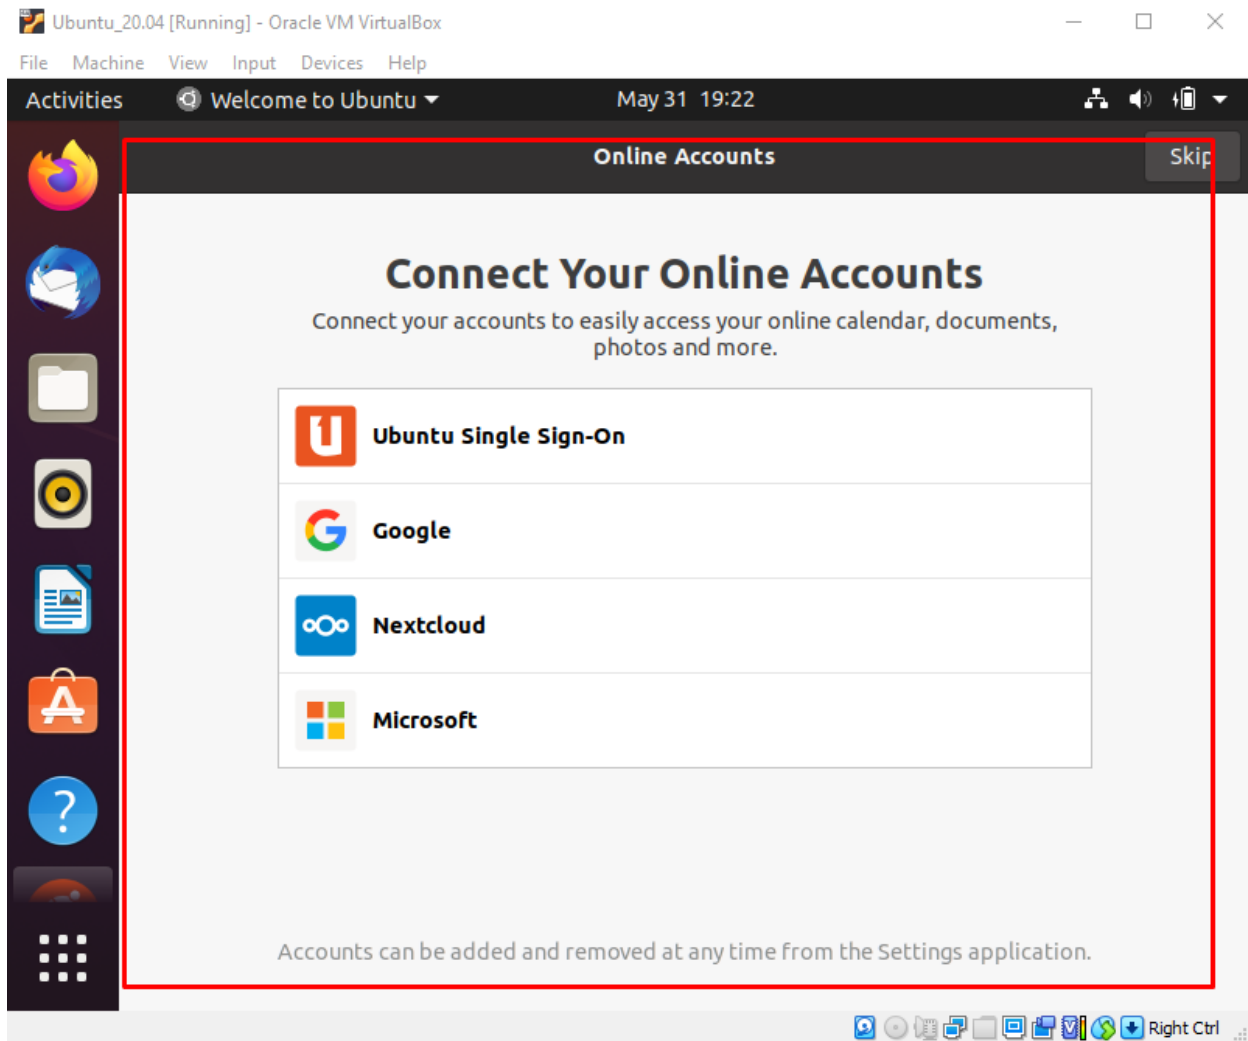 Ubuntu_20.04 [Running] - Oracle VM VirtualBox
File Machine View Input Devices Help
Activities Welcome to Ubuntu May 31 19:22
Online Accounts Skip
Connect Your Online Accounts
Connect your accounts to easily access your online calendar, documents,
photos and more.
Ubuntu Single Sign-On
Google
Nextcloud
Microsoft
Accounts can be added and removed at any time from the Settings application.
Right Ctrl